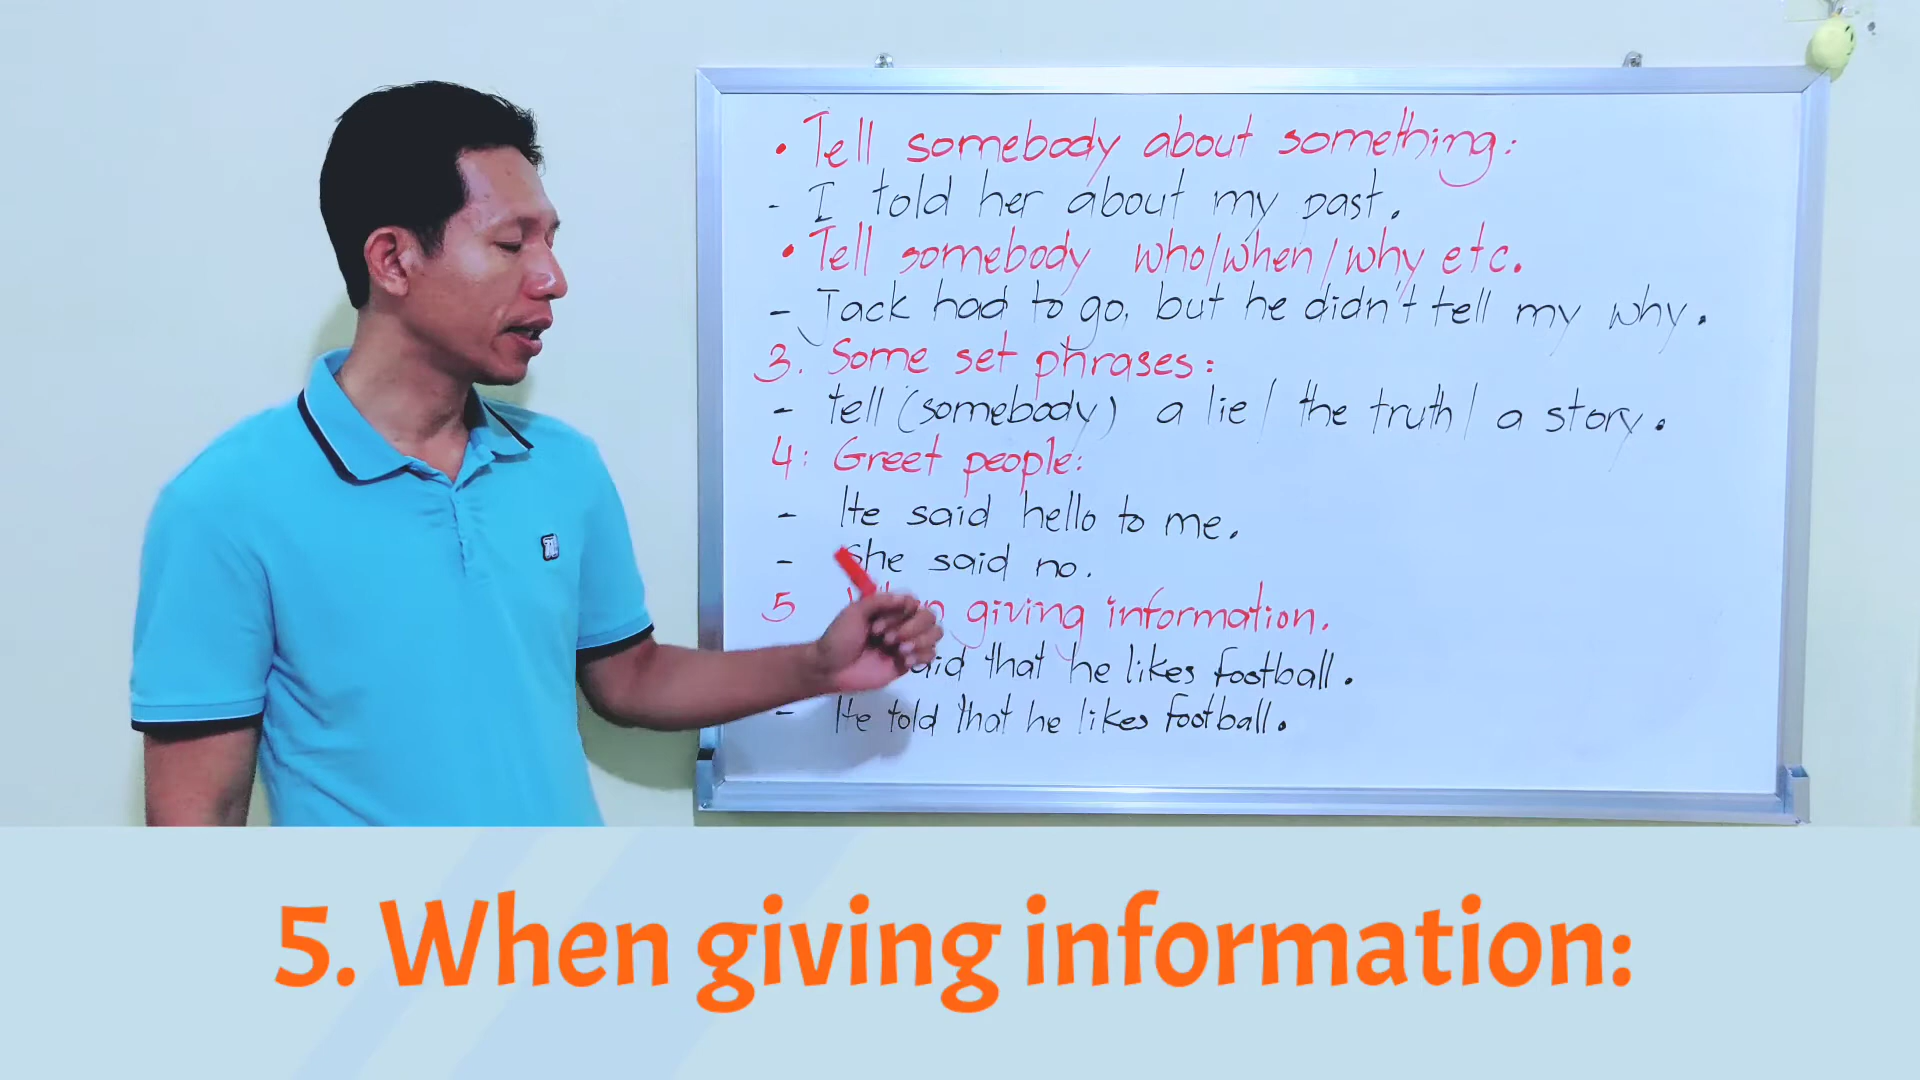 • Tell somebody about something:
- I told her about my past.
• Tell somebody who/when/why etc.
- Jack had to go, but he didn't tell my why.
3. Some set phrases:
- tell (somebody) a lie/ the truth/ a story.
4: Greet people:
- He said hello to me.
- She said no.
5 giving information.
that he likes football.
- He told that he likes football.
5. When giving information: